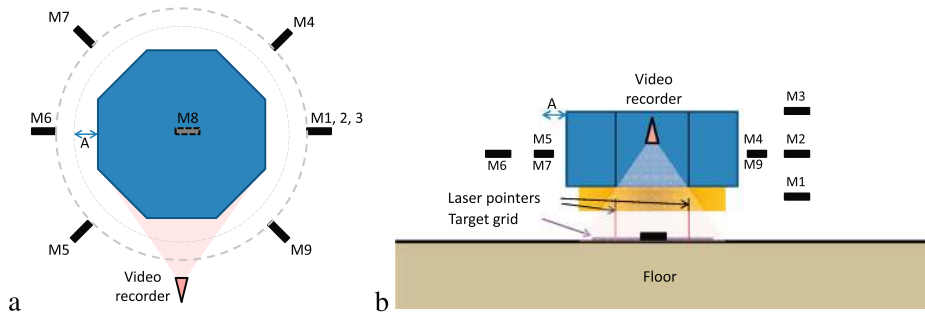 M7
M4
M6
M8
M1, 2, 3
A
M5
M9
Video
recorder
a
Video
recorder
A
M3
M5
M4
M2
M6
M7
M9
M1
Laser pointers
Target grid
Floor
b